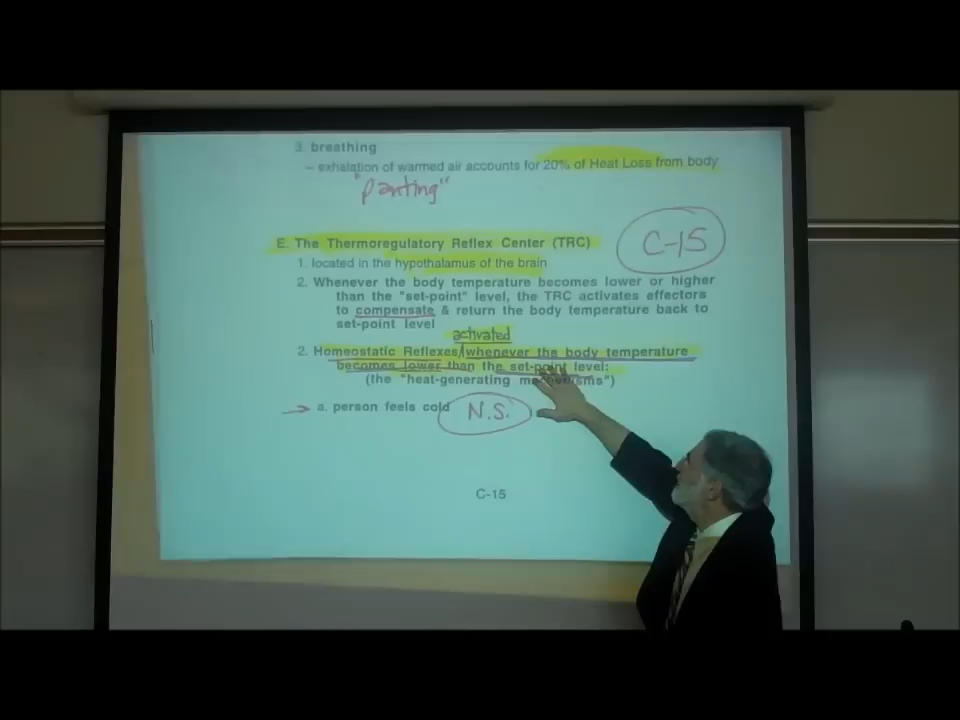 3. breathing
– exhalation of warmed air accounts for 20% of Heat Loss from body
"panting"
E. The Thermoregulatory Reflex Center (TRC)
C-15
1. located in the hypothalamus of the brain
2. Whenever the body temperature becomes lower or higher
than the "set-point" level, the TRC activates effectors
to compensate & return the body temperature back to
set-point level
activated
2. Homeostatic Reflexes/whenever the body temperature
becomes lower than the set-point level:
(the "heat-generating mechanisms")
→ a. person feels cold N.S.
C-15